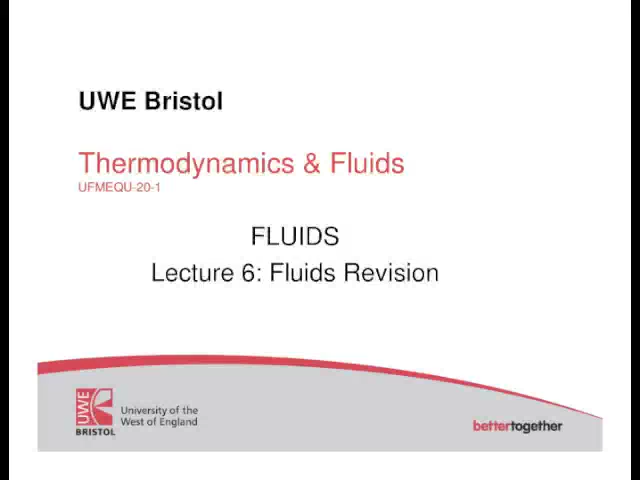 UWE Bristol
Thermodynamics & Fluids
UFMEQU-20-1
FLUIDS
Lecture 6: Fluids Revision
UWE
BRISTOL
University of the
West of England
bettertogether